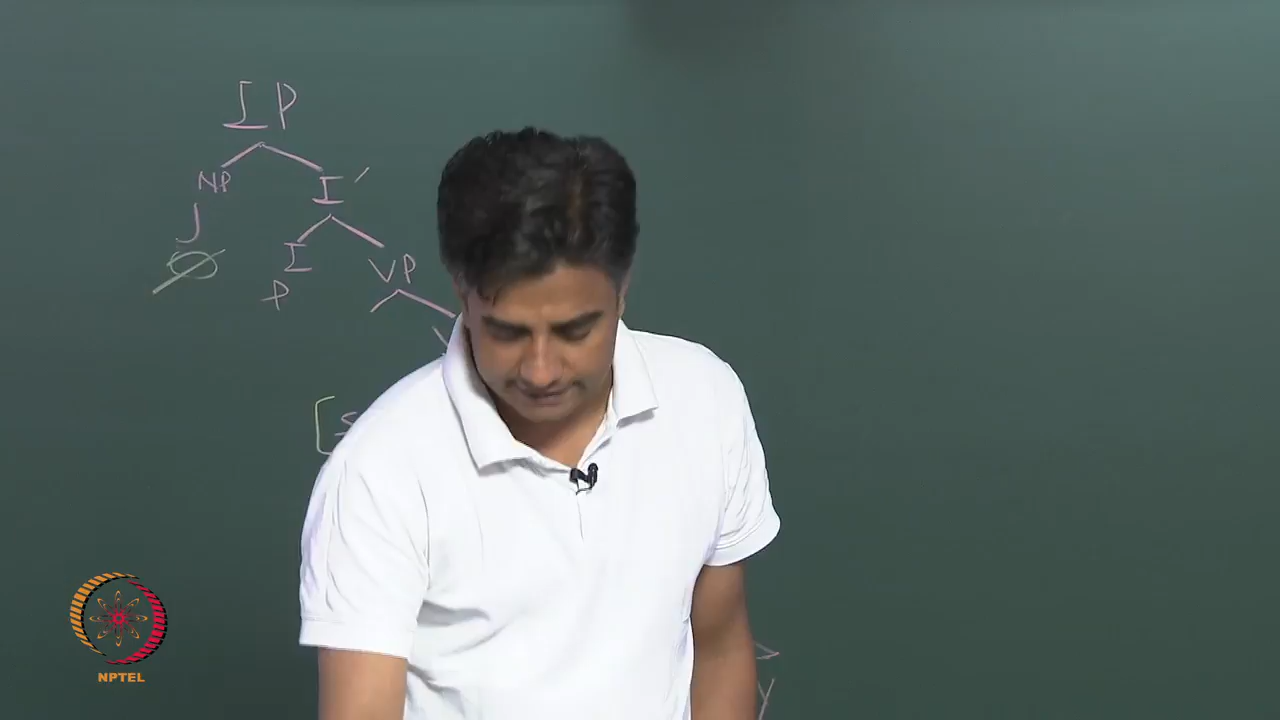 IP
NP I′
J I VP
Ø P
[S
NPTEL